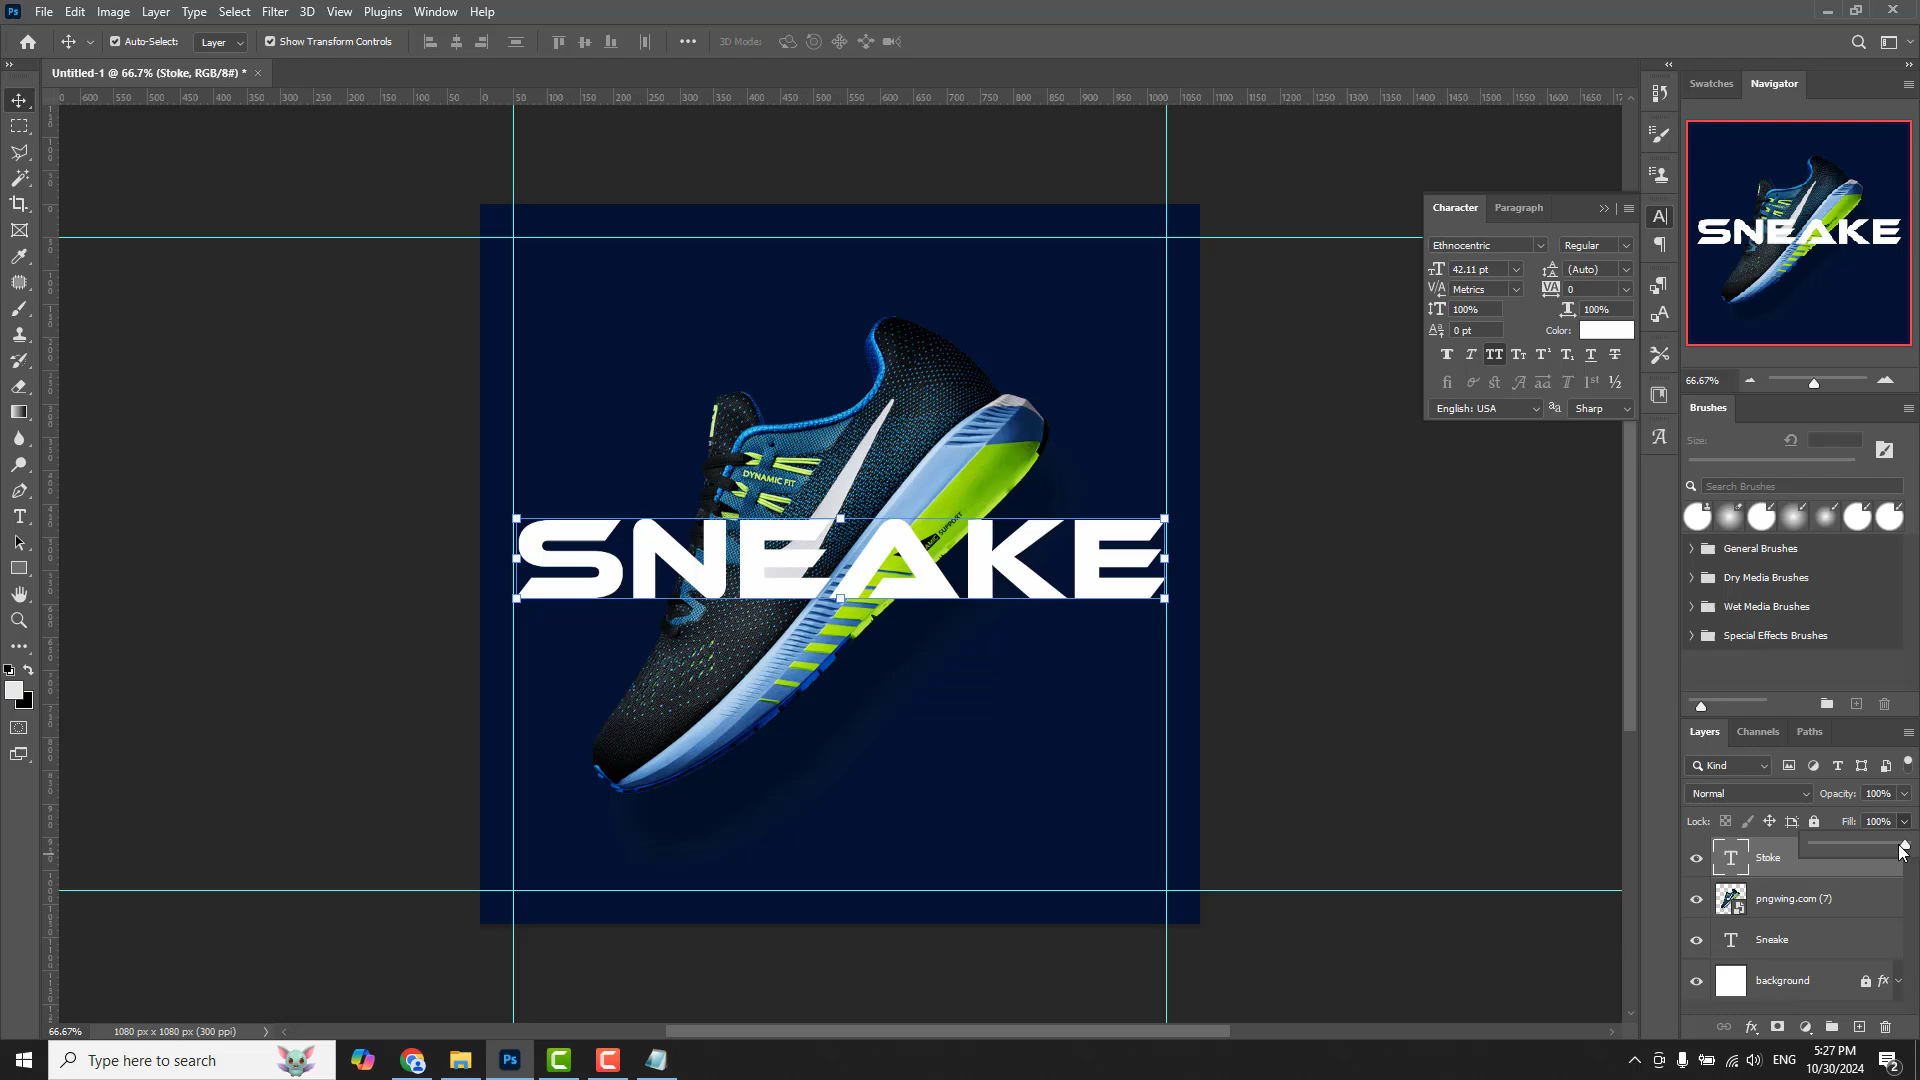 File Edit Image Layer Type Select Filter 3D View Plugins Window Help
Auto-Select: Layer Show Transform Controls 3D Mode:
Untitled-1 @ 66.7% (Stoke, RGB/8#) *
Swatches Navigator
Character Paragraph
Ethnocentric Regular
42.11 pt (Auto)
Metrics 0
100% 100%
0 pt Color:
English: USA Sharp
DYNAMIC FIT
SUPPORT
SNEAKE
SNEAKE
66.67%
Brushes
Size:
Search Brushes
General Brushes
Dry Media Brushes
Wet Media Brushes
Special Effects Brushes
Layers Channels Paths
Kind
Normal Opacity: 100%
Lock: Fill: 100%
Stoke
pngwing.com (7)
Sneake
background
66.67% 1080 px x 1080 px (300 ppi)
Type here to search
ENG
5:27 PM
10/30/2024
2